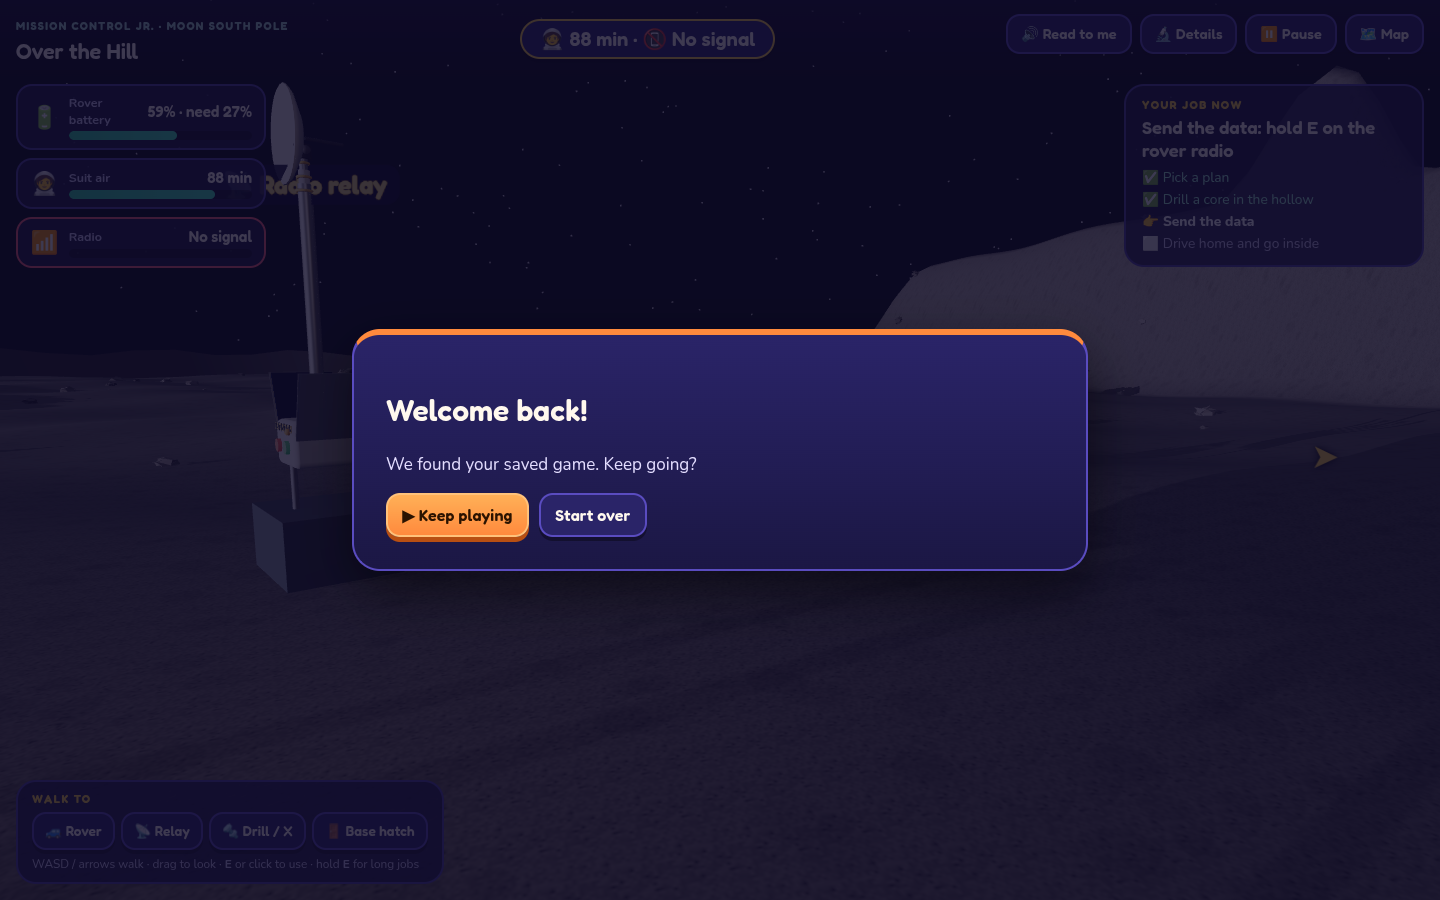 MISSION CONTROL JR. · MOON SOUTH POLE
Over the Hill
88 min · No signal
Read to me
Details
Pause
Map
Rover battery
59% · need 27%
Suit air
88 min
Radio
No signal
Radio relay
YOUR JOB NOW
Send the data: hold E on the
rover radio
Pick a plan
Drill a core in the hollow
Send the data
Drive home and go inside
Welcome back!
We found your saved game. Keep going?
▶ Keep playing
Start over
WALK TO
Rover
Relay
Drill / X
Base hatch
WASD / arrows walk · drag to look · E or click to use · hold E for long jobs